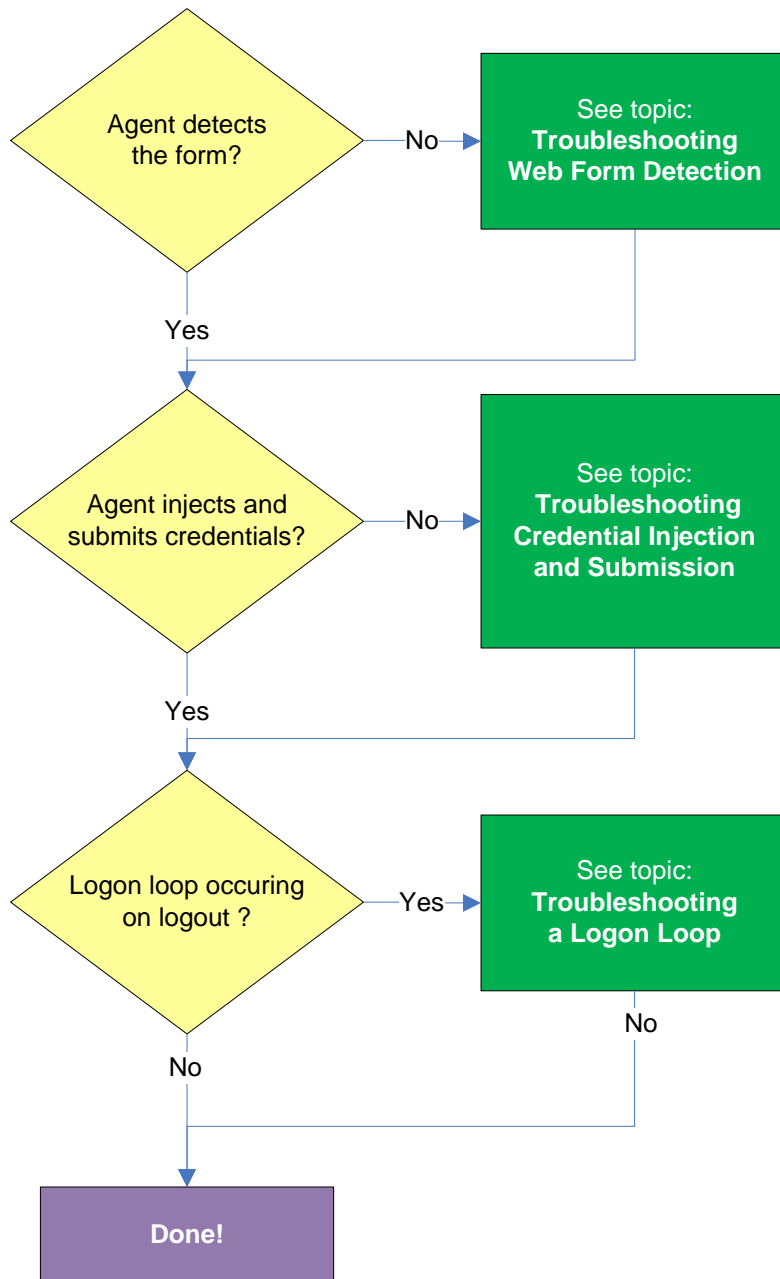 Agent detects
the form?
No
See topic:
Troubleshooting
Web Form Detection
Yes
Agent injects and
submits credentials?
No
See topic:
Troubleshooting
Credential Injection
and Submission
Yes
Logon loop occuring
on logout ?
Yes
See topic:
Troubleshooting
a Logon Loop
No
No
Done!